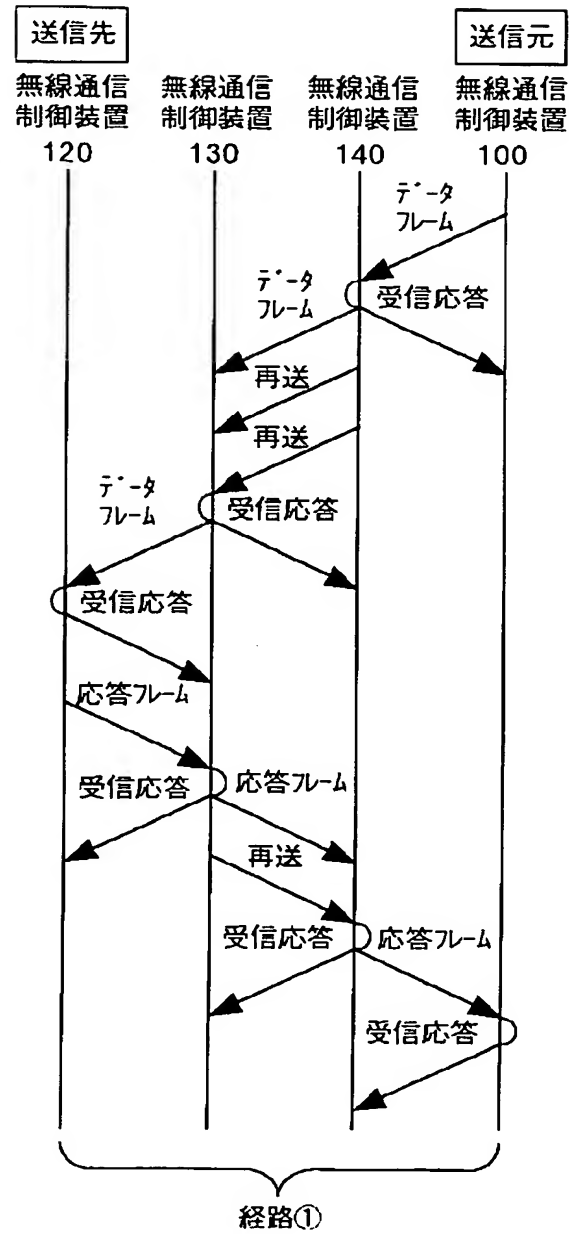 送信先
送信元
無線通信
制御装置
120
無線通信
制御装置
130
無線通信
制御装置
140
無線通信
制御装置
100
データ
フレーム
受信応答
データ
フレーム
再送
再送
データ
フレーム
受信応答
受信応答
応答フレーム
受信応答
応答フレーム
再送
受信応答
応答フレーム
受信応答
経路①